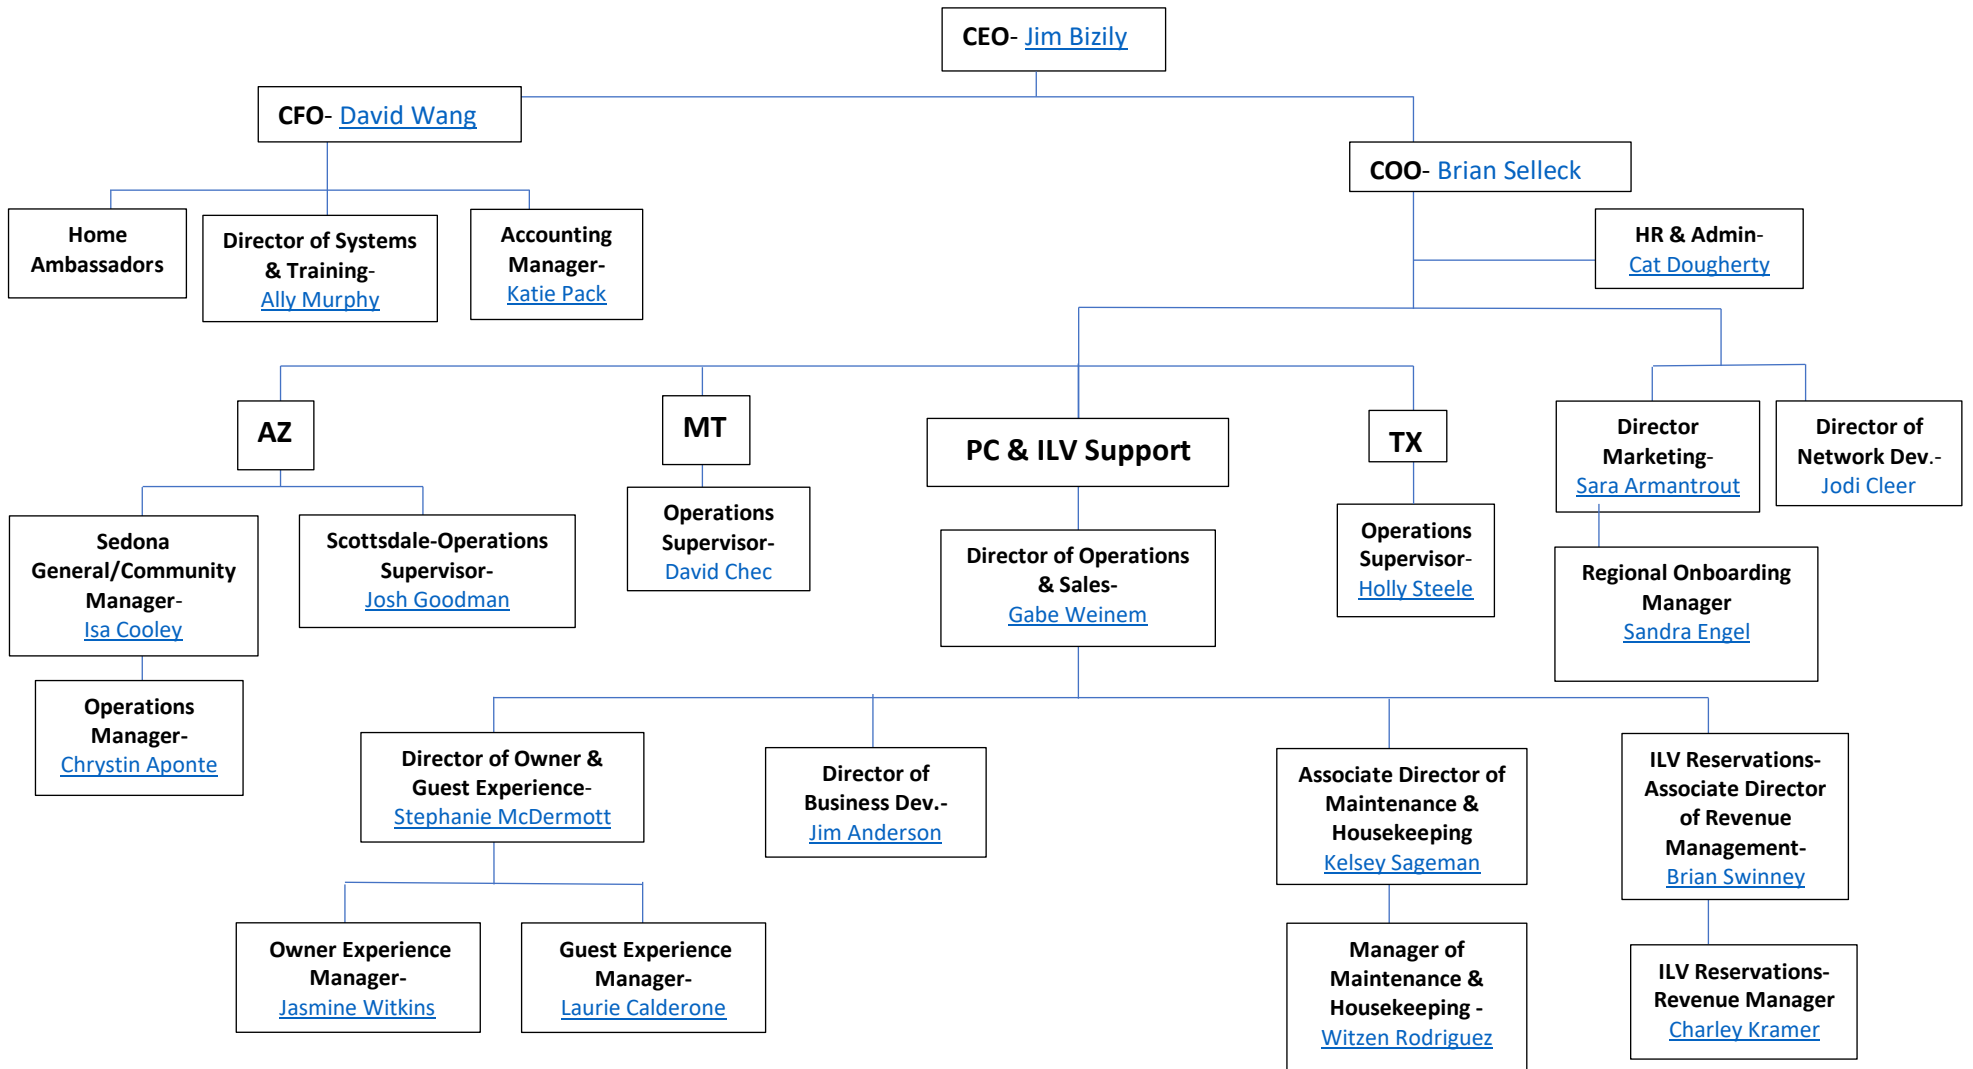 CEO- Jim Bizily
CFO- David Wang
COO- Brian Selleck
Home
Ambassadors
Director of Systems
& Training-
Ally Murphy
Accounting
Manager-
Katie Pack
HR & Admin-
Cat Dougherty
AZ
MT
PC & ILV Support
TX
Director
Marketing-
Sara Armantrout
Director of
Network Dev.-
Jodi Cleer
Sedona
General/Community
Manager-
Isa Cooley
Scottsdale-Operations
Supervisor-
Josh Goodman
Operations
Supervisor-
David Chec
Director of Operations
& Sales-
Gabe Weinem
Operations
Supervisor-
Holly Steele
Regional Onboarding
Manager
Sandra Engel
Operations
Manager-
Chrystin Aponte
Director of Owner &
Guest Experience-
Stephanie McDermott
Director of
Business Dev.-
Jim Anderson
Associate Director of
Maintenance &
Housekeeping
Kelsey Sageman
ILV Reservations-
Associate Director
of Revenue
Management-
Brian Swinney
Owner Experience
Manager-
Jasmine Witkins
Guest Experience
Manager-
Laurie Calderone
Manager of
Maintenance &
Housekeeping -
Witzen Rodriguez
ILV Reservations-
Revenue Manager
Charley Kramer